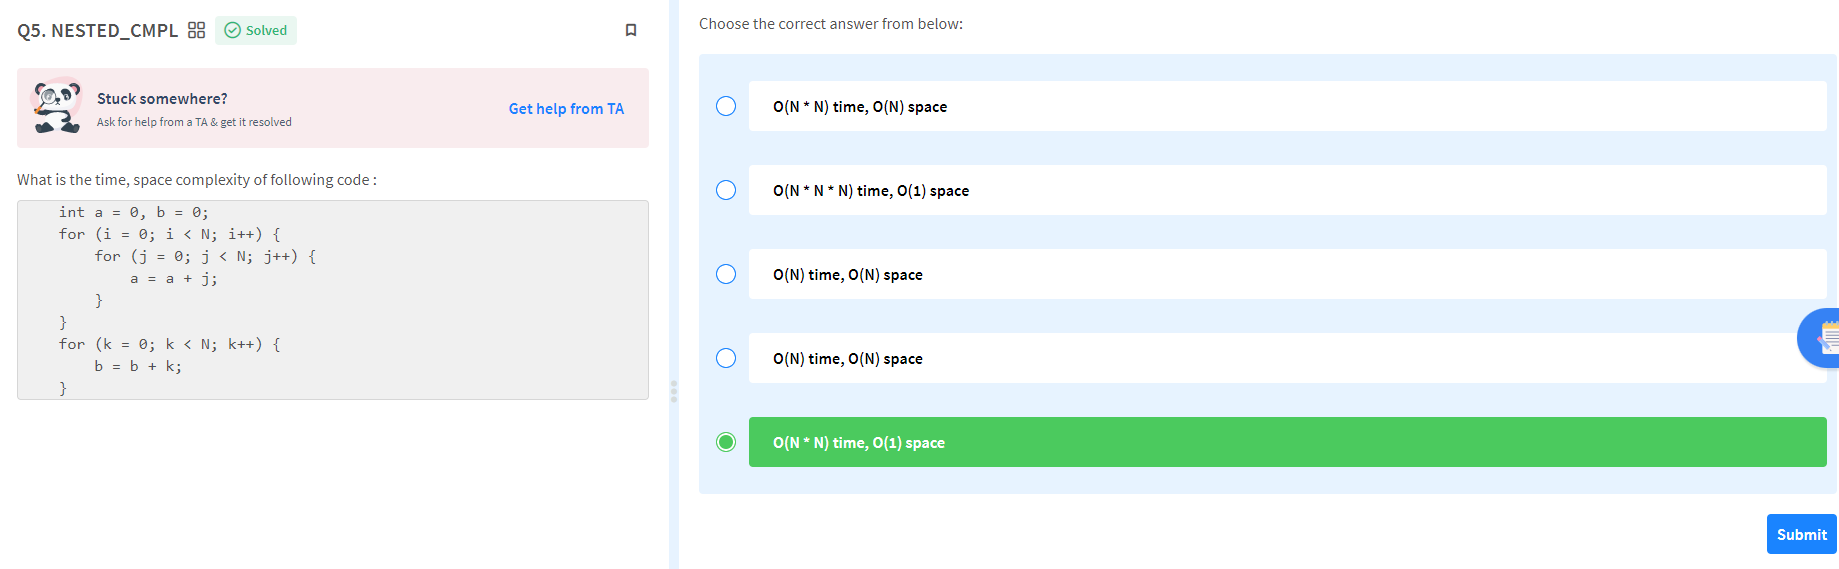 Q5. NESTED_CMPL Solved
Stuck somewhere?
Ask for help from a TA & get it resolved
Get help from TA
What is the time, space complexity of following code :
int a = 0, b = 0;
for (i = 0; i < N; i++) {
for (j = 0; j < N; j++) {
a = a + j;
}
}
for (k = 0; k < N; k++) {
b = b + k;
}
Choose the correct answer from below:
O(N * N) time, O(N) space
O(N * N * N) time, O(1) space
O(N) time, O(N) space
O(N) time, O(N) space
O(N * N) time, O(1) space
Submit